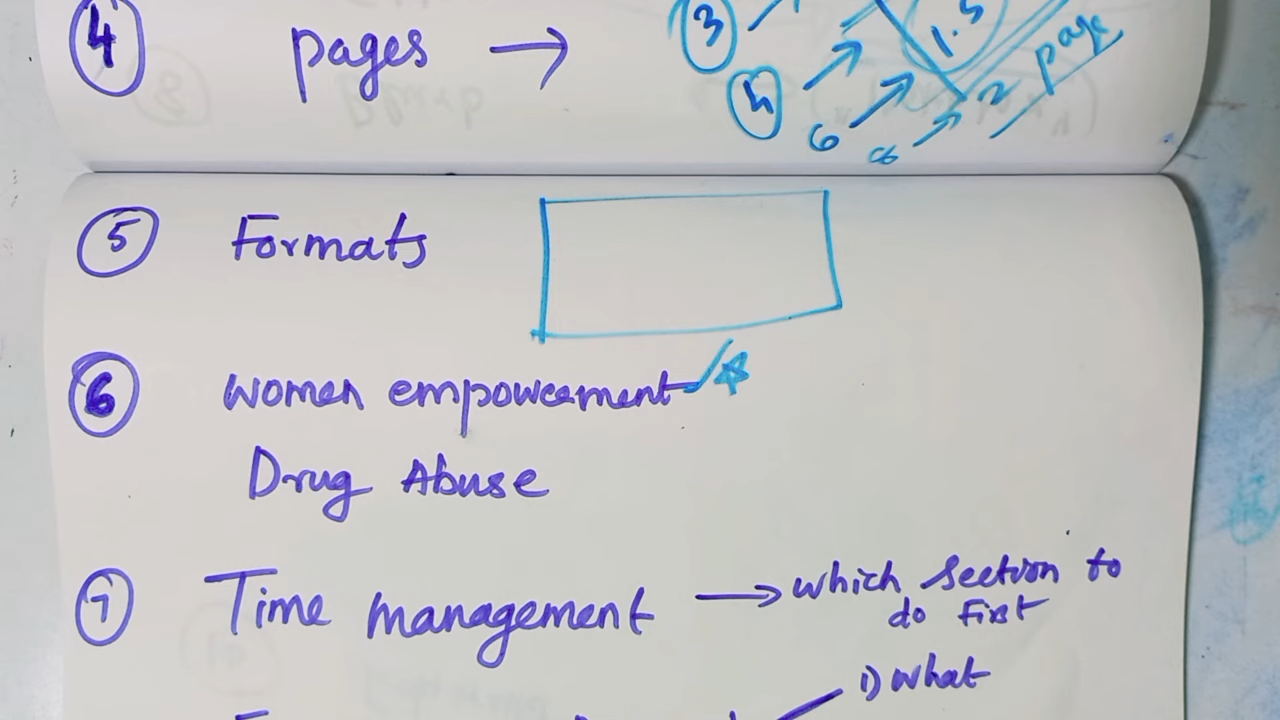 4 pages →
3
1.5
4
6
8
2 page
5 Formats
6 women empowerment
Drug Abuse
7 Time management → which section to
do first
1) what